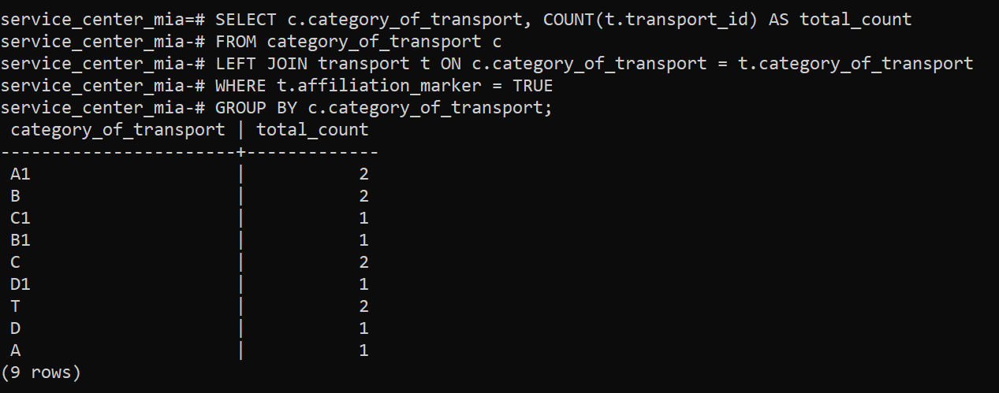 service_center_mia=# SELECT c.category_of_transport, COUNT(t.transport_id) AS total_count
service_center_mia-# FROM category_of_transport c
service_center_mia-# LEFT JOIN transport t ON c.category_of_transport = t.category_of_transport
service_center_mia-# WHERE t.affiliation_marker = TRUE
service_center_mia-# GROUP BY c.category_of_transport;
 category_of_transport | total_count
-----------------------+-------------
 A1                    |           2
 B                     |           2
 C1                    |           1
 B1                    |           1
 C                     |           2
 D1                    |           1
 T                     |           2
 D                     |           1
 A                     |           1
(9 rows)